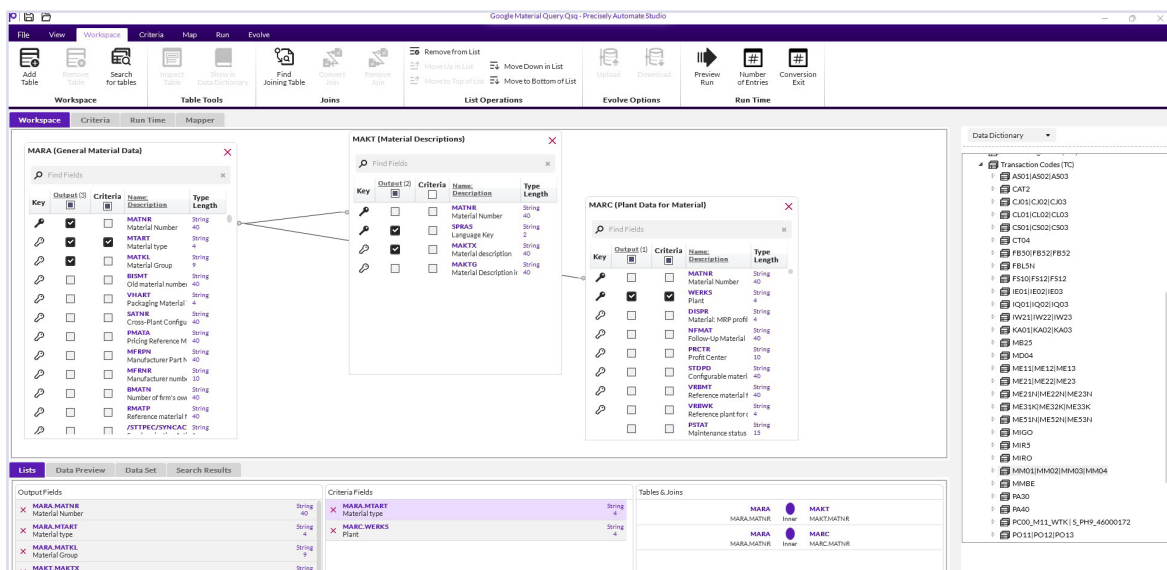 Google Material Query.Qsq - Precisely Automate Studio
File View Workspace Criteria Map Run Evolve
Add Table
Remove Table
Search for tables
Inspect Table
Show in Data Dictionary
Find Joining Table
Convert Join
Remove Join
Remove from List
Move Up in List Move Down in List
Move to Top of List Move to Bottom of List
Upload
Download
Preview Run
Number of Entries
Conversion Exit
Workspace Table Tools Joins List Operations Evolve Options Run Time
Workspace Criteria Run Time Mapper
MARA (General Material Data)
Find Fields
Key Output (3) Criteria Name: Description Type Length
MATNR String
Material Number 40
MTART String
Material type 4
MATKL String
Material Group 9
BISMT String
Old material number 40
VHART String
Packaging Material 4
SATNR String
Cross-Plant Configu 40
PMATA String
Pricing Reference M 40
MFRPN String
Manufacturer Part N 40
MFRNR String
Manufacturer numb 10
BMATN String
Number of firm's ow 40
RMATP String
Reference material f 40
/STTPEC/SYNCAC String
MAKT (Material Descriptions)
Find Fields
Key Output (2) Criteria Name: Description Type Length
MATNR String
Material Number 40
SPRAS String
Language Key 2
MAKTX String
Material description 40
MAKTG String
Material Description in 40
MARC (Plant Data for Material)
Find Fields
Key Output (1) Criteria Name: Description Type Length
MATNR String
Material Number 40
WERKS String
Plant 4
DISPR String
Material: MRP profil 4
NFMAT String
Follow-Up Material 40
PRCTR String
Profit Center 10
STDPD String
Configurable materi 40
VRBMT String
Reference material f 40
VRBWK String
Reference plant for c 4
PSTAT String
Maintenance status 15
Data Dictionary
Transaction Codes (TC)
AS01|AS02|AS03
CAT2
CJ01|CJ02|CJ03
CL01|CL02|CL03
CS01|CS02|CS03
CT04
FB50|FB52|FB52
FBL5N
FS10|FS12|FS12
IE01|IE02|IE03
IQ01|IQ02|IQ03
IW21|IW22|IW23
KA01|KA02|KA03
MB25
MD04
ME11|ME12|ME13
ME21|ME22|ME23
ME21N|ME22N|ME23N
ME31K|ME32K|ME33K
ME51N|ME52N|ME53N
MIGO
MIR5
MIRO
MM01|MM02|MM03|MM04
MMBE
PA30
PA40
PC00_M11_WTK| S_PH9_46000172
PO11|PO12|PO13
Lists Data Preview Data Set Search Results
Output Fields
MARA.MATNR String
Material Number 40
MARA.MTART String
Material type 4
MARA.MATKL String
Material Group 9
MAKT.MAKTX String
Criteria Fields
MARA.MTART String
Material type 4
MARC.WERKS String
Plant 4
Tables & Joins
MARA MAKT
MARA.MATNR Inner MAKT.MATNR
MARA MARC
MARA.MATNR Inner MARC.MATNR